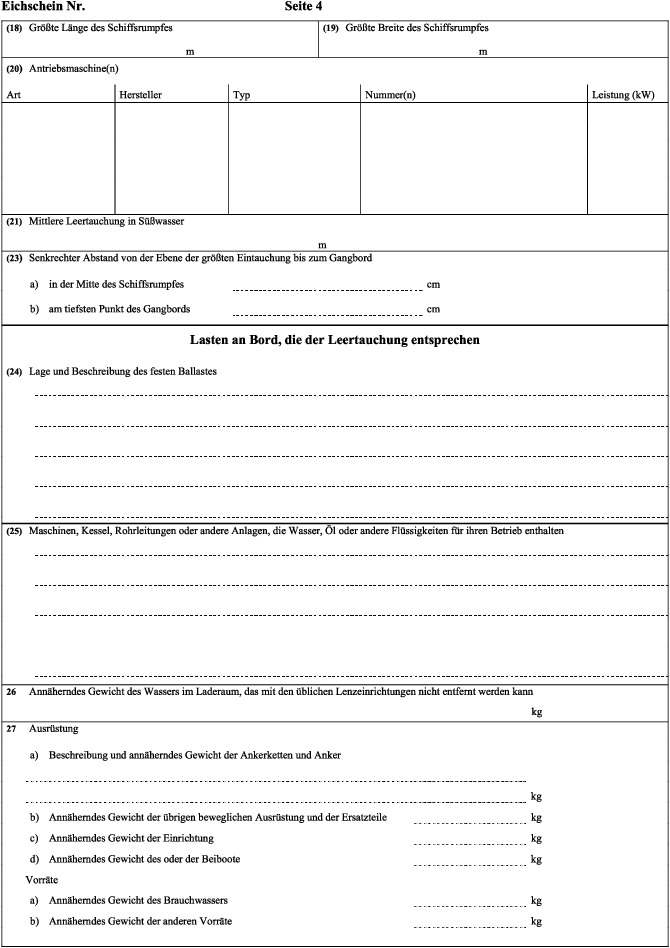 Eichschein Nr. Seite 4
(18) Größte Länge des Schiffsrumpfes (19) Größte Breite des Schiffsrumpfes
m m
(20) Antriebsmaschine(n)
Art Hersteller Typ Nummer(n) Leistung (kW)
(21) Mittlere Leertauchung in Süßwasser
m
(23) Senkrechter Abstand von der Ebene der größten Eintauchung bis zum Gangbord
a) in der Mitte des Schiffsrumpfes cm
b) am tiefsten Punkt des Gangbords cm
Lasten an Bord, die der Leertauchung entsprechen
(24) Lage und Beschreibung des festen Ballastes
(25) Maschinen, Kessel, Rohrleitungen oder andere Anlagen, die Wasser, Öl oder andere Flüssigkeiten für ihren Betrieb enthalten
26 Annäherndes Gewicht des Wassers im Laderaum, das mit den üblichen Lenzeinrichtungen nicht entfernt werden kann
kg
27 Ausrüstung
a) Beschreibung und annäherndes Gewicht der Ankerketten und Anker
kg
b) Annäherndes Gewicht der übrigen beweglichen Ausrüstung und der Ersatzteile kg
c) Annäherndes Gewicht der Einrichtung kg
d) Annäherndes Gewicht des oder der Beiboote kg
Vorräte
a) Annäherndes Gewicht des Brauchwassers kg
b) Annäherndes Gewicht der anderen Vorräte kg